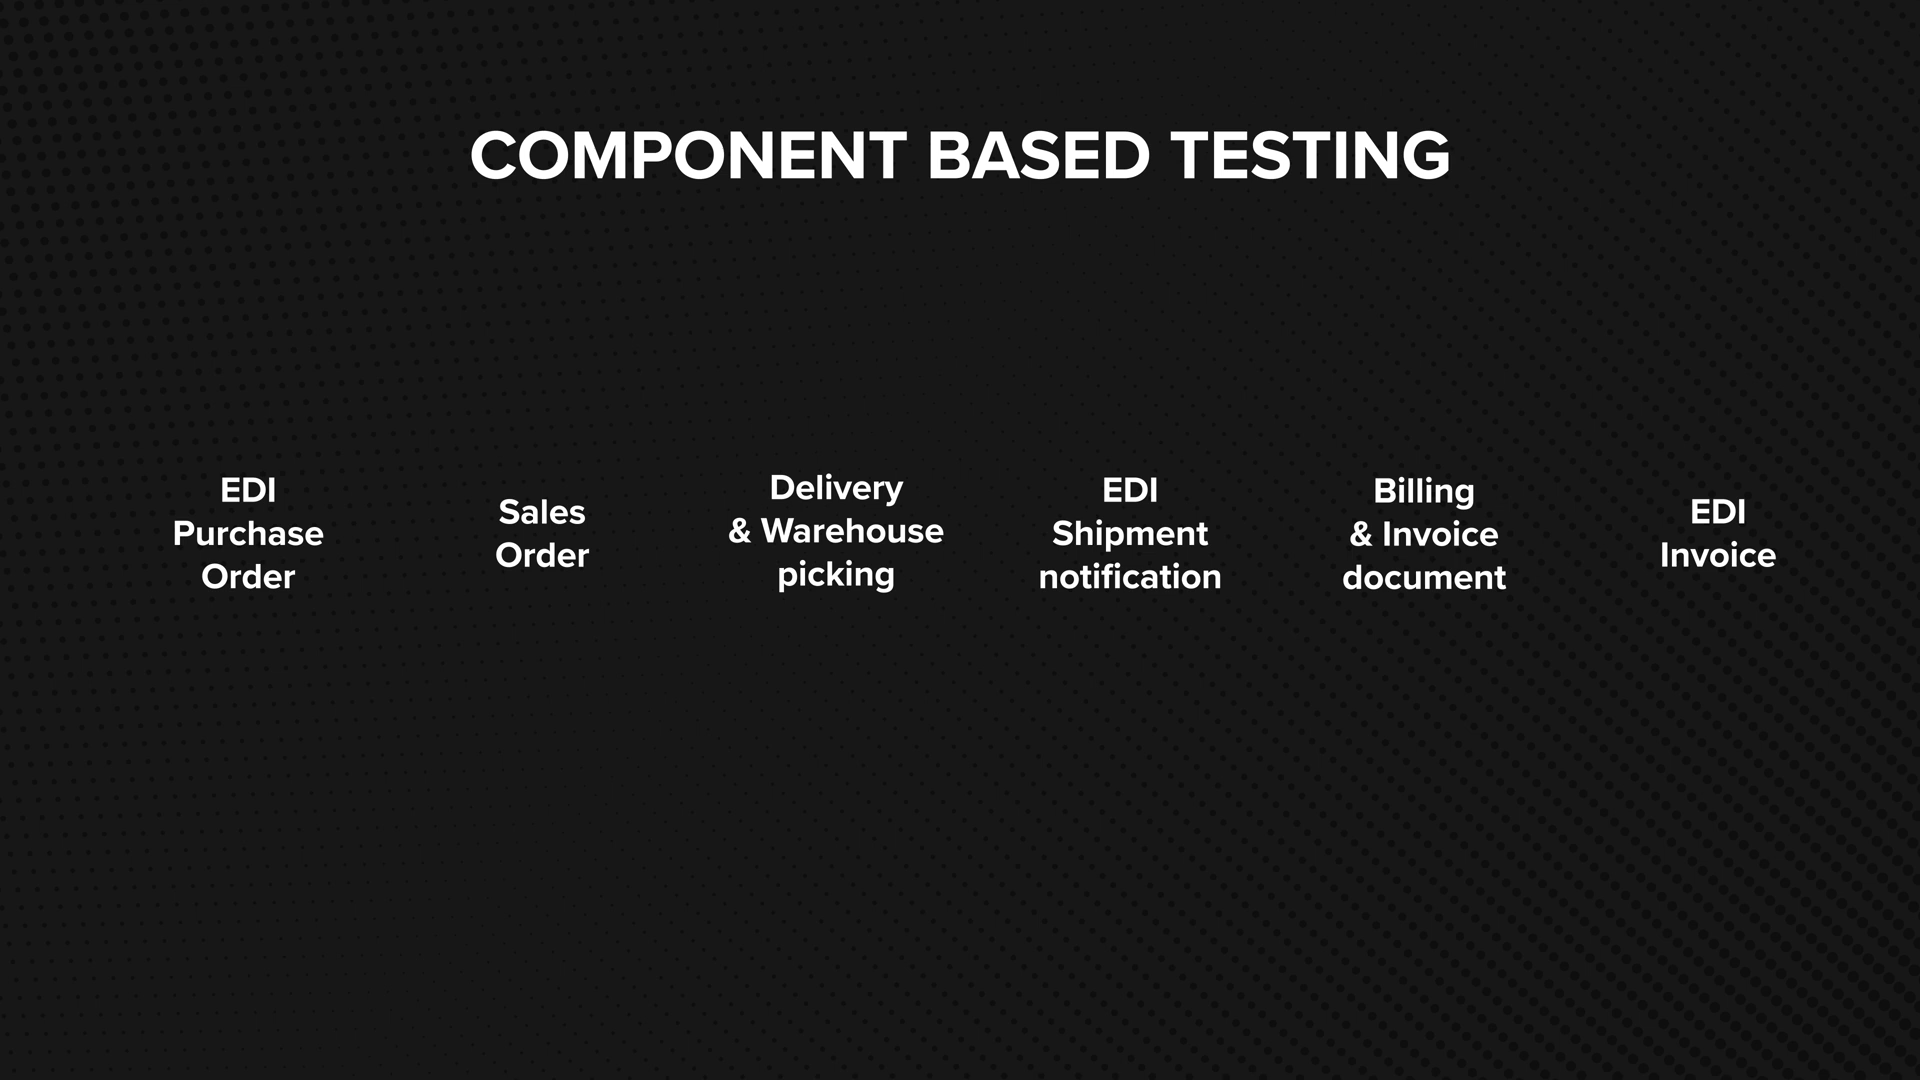 COMPONENT BASED TESTING
EDI
Purchase
Order
Sales
Order
Delivery
& Warehouse
picking
EDI
Shipment
notification
Billing
& Invoice
document
EDI
Invoice